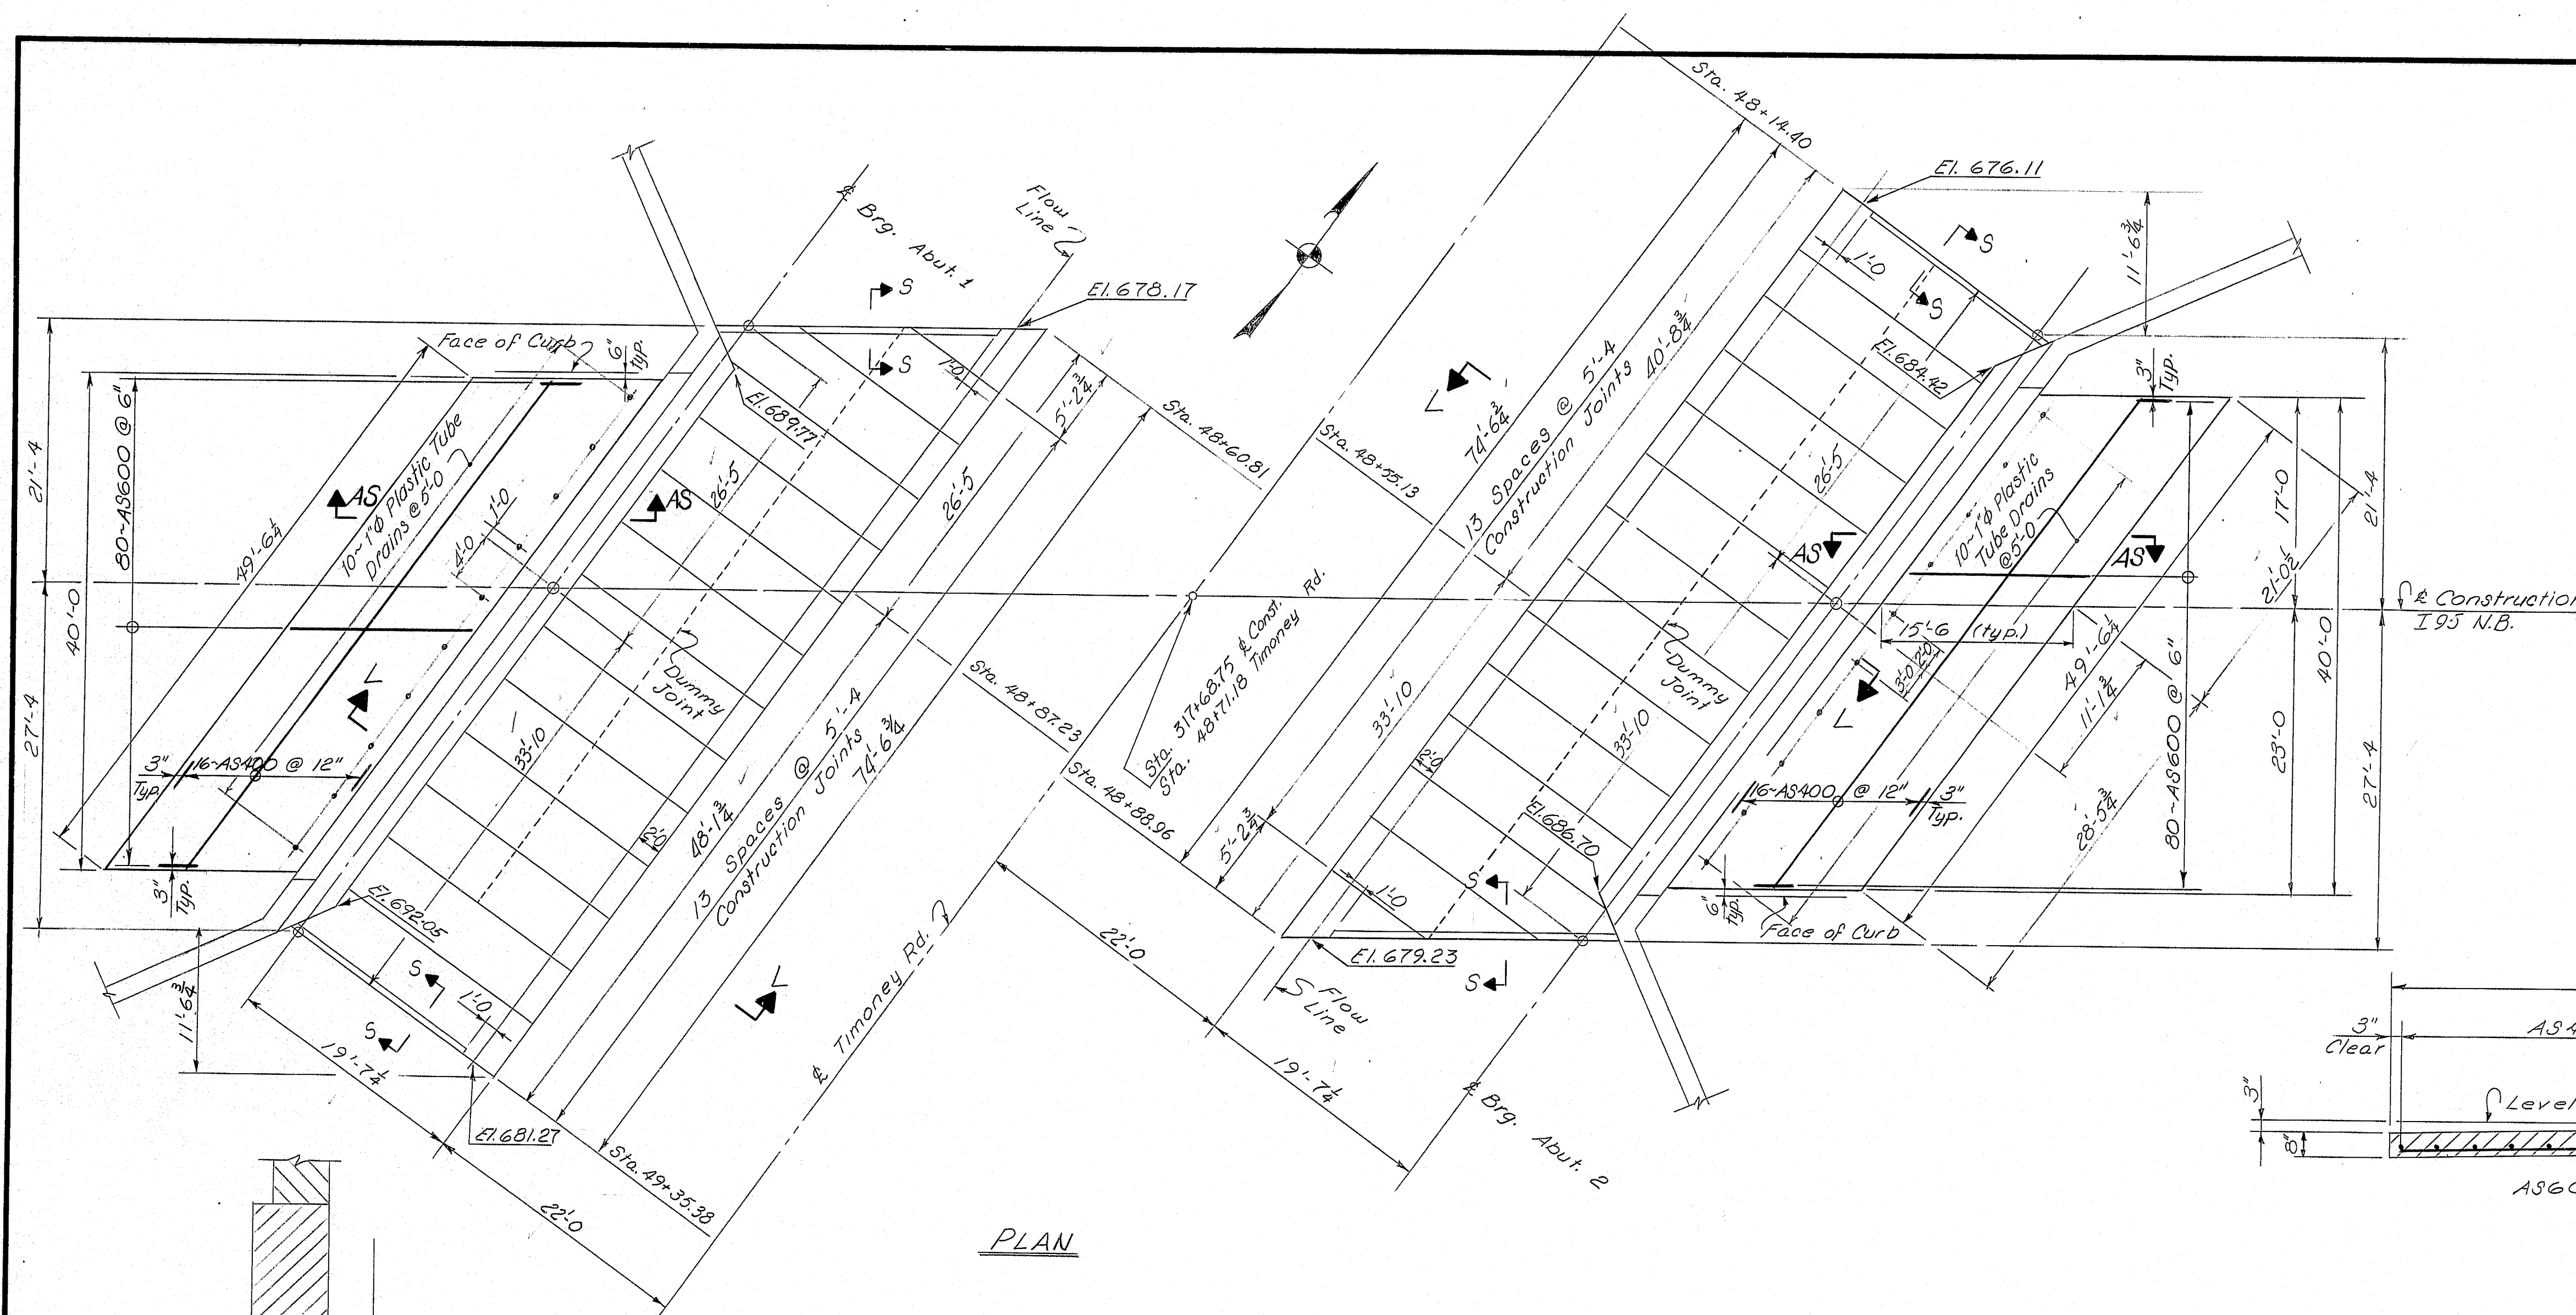 Sta. 48+14.40
El. 676.11
11'-6¾
S
1'-0
S
₵ Brg. Abut. 1
Flow
Line
S
El. 678.17
Face of Curb
6"
Typ.
S
1'-0
5'-2¾
Sta. 48+60.81
Sta. 48+55.13
L
74'-6¾
13 Spaces @ 5'-4
Construction Joints
40'-8¾
El. 684.42
3"
Typ.
21'-4
40'-0
80~AS600 @ 6"
49'-6¼
10~1"Φ Plastic Tube
Drains @ 5'-0
AS
1'-0
4'-0
El. 689.77
26'-5
AS
26'-5
26'-5
AS
10~1"Φ Plastic
Tube Drains
@ 5'-0
AS
17'-0
21'-4
21'-0½
₵ Construction
I 95 N.B.
15'-6 (typ.)
Sta. 317+68.75 ₵ Const.
Sta. 48+71.18 Timoney Rd.
Dummy
Joint
Dummy
Joint
Sta. 48+87.23
27'-4
L
33'-10
33'-10
33'-10
L
3'-0
2'-0
49'-6¼
11'-1¾
80~AS600 @ 6"
40'-0
23'-0
27'-4
3"
Typ.
16~AS400 @ 12"
2'-0
48'-1¾
13 Spaces @ 5'-4
Construction Joints
74'-6¾
Sta. 48+88.96
5'-2¾
2'-0
El. 686.70
16~AS400 @ 12"
3"
Typ.
28'-5¾
3"
Typ.
El. 692.05
S
1'-0
S
11'-6¾
19'-7¼
El. 681.27
22'-0
Sta. 49+35.38
₵ Timoney Rd.
L
22'-0
1'-0
S
El. 679.23
S
Flow
Line
6"
Typ.
Face of Curb
19'-7¼
₵ Brg. Abut. 2
3"
Clear
AS4
3"
8"
Level
AS60
PLAN